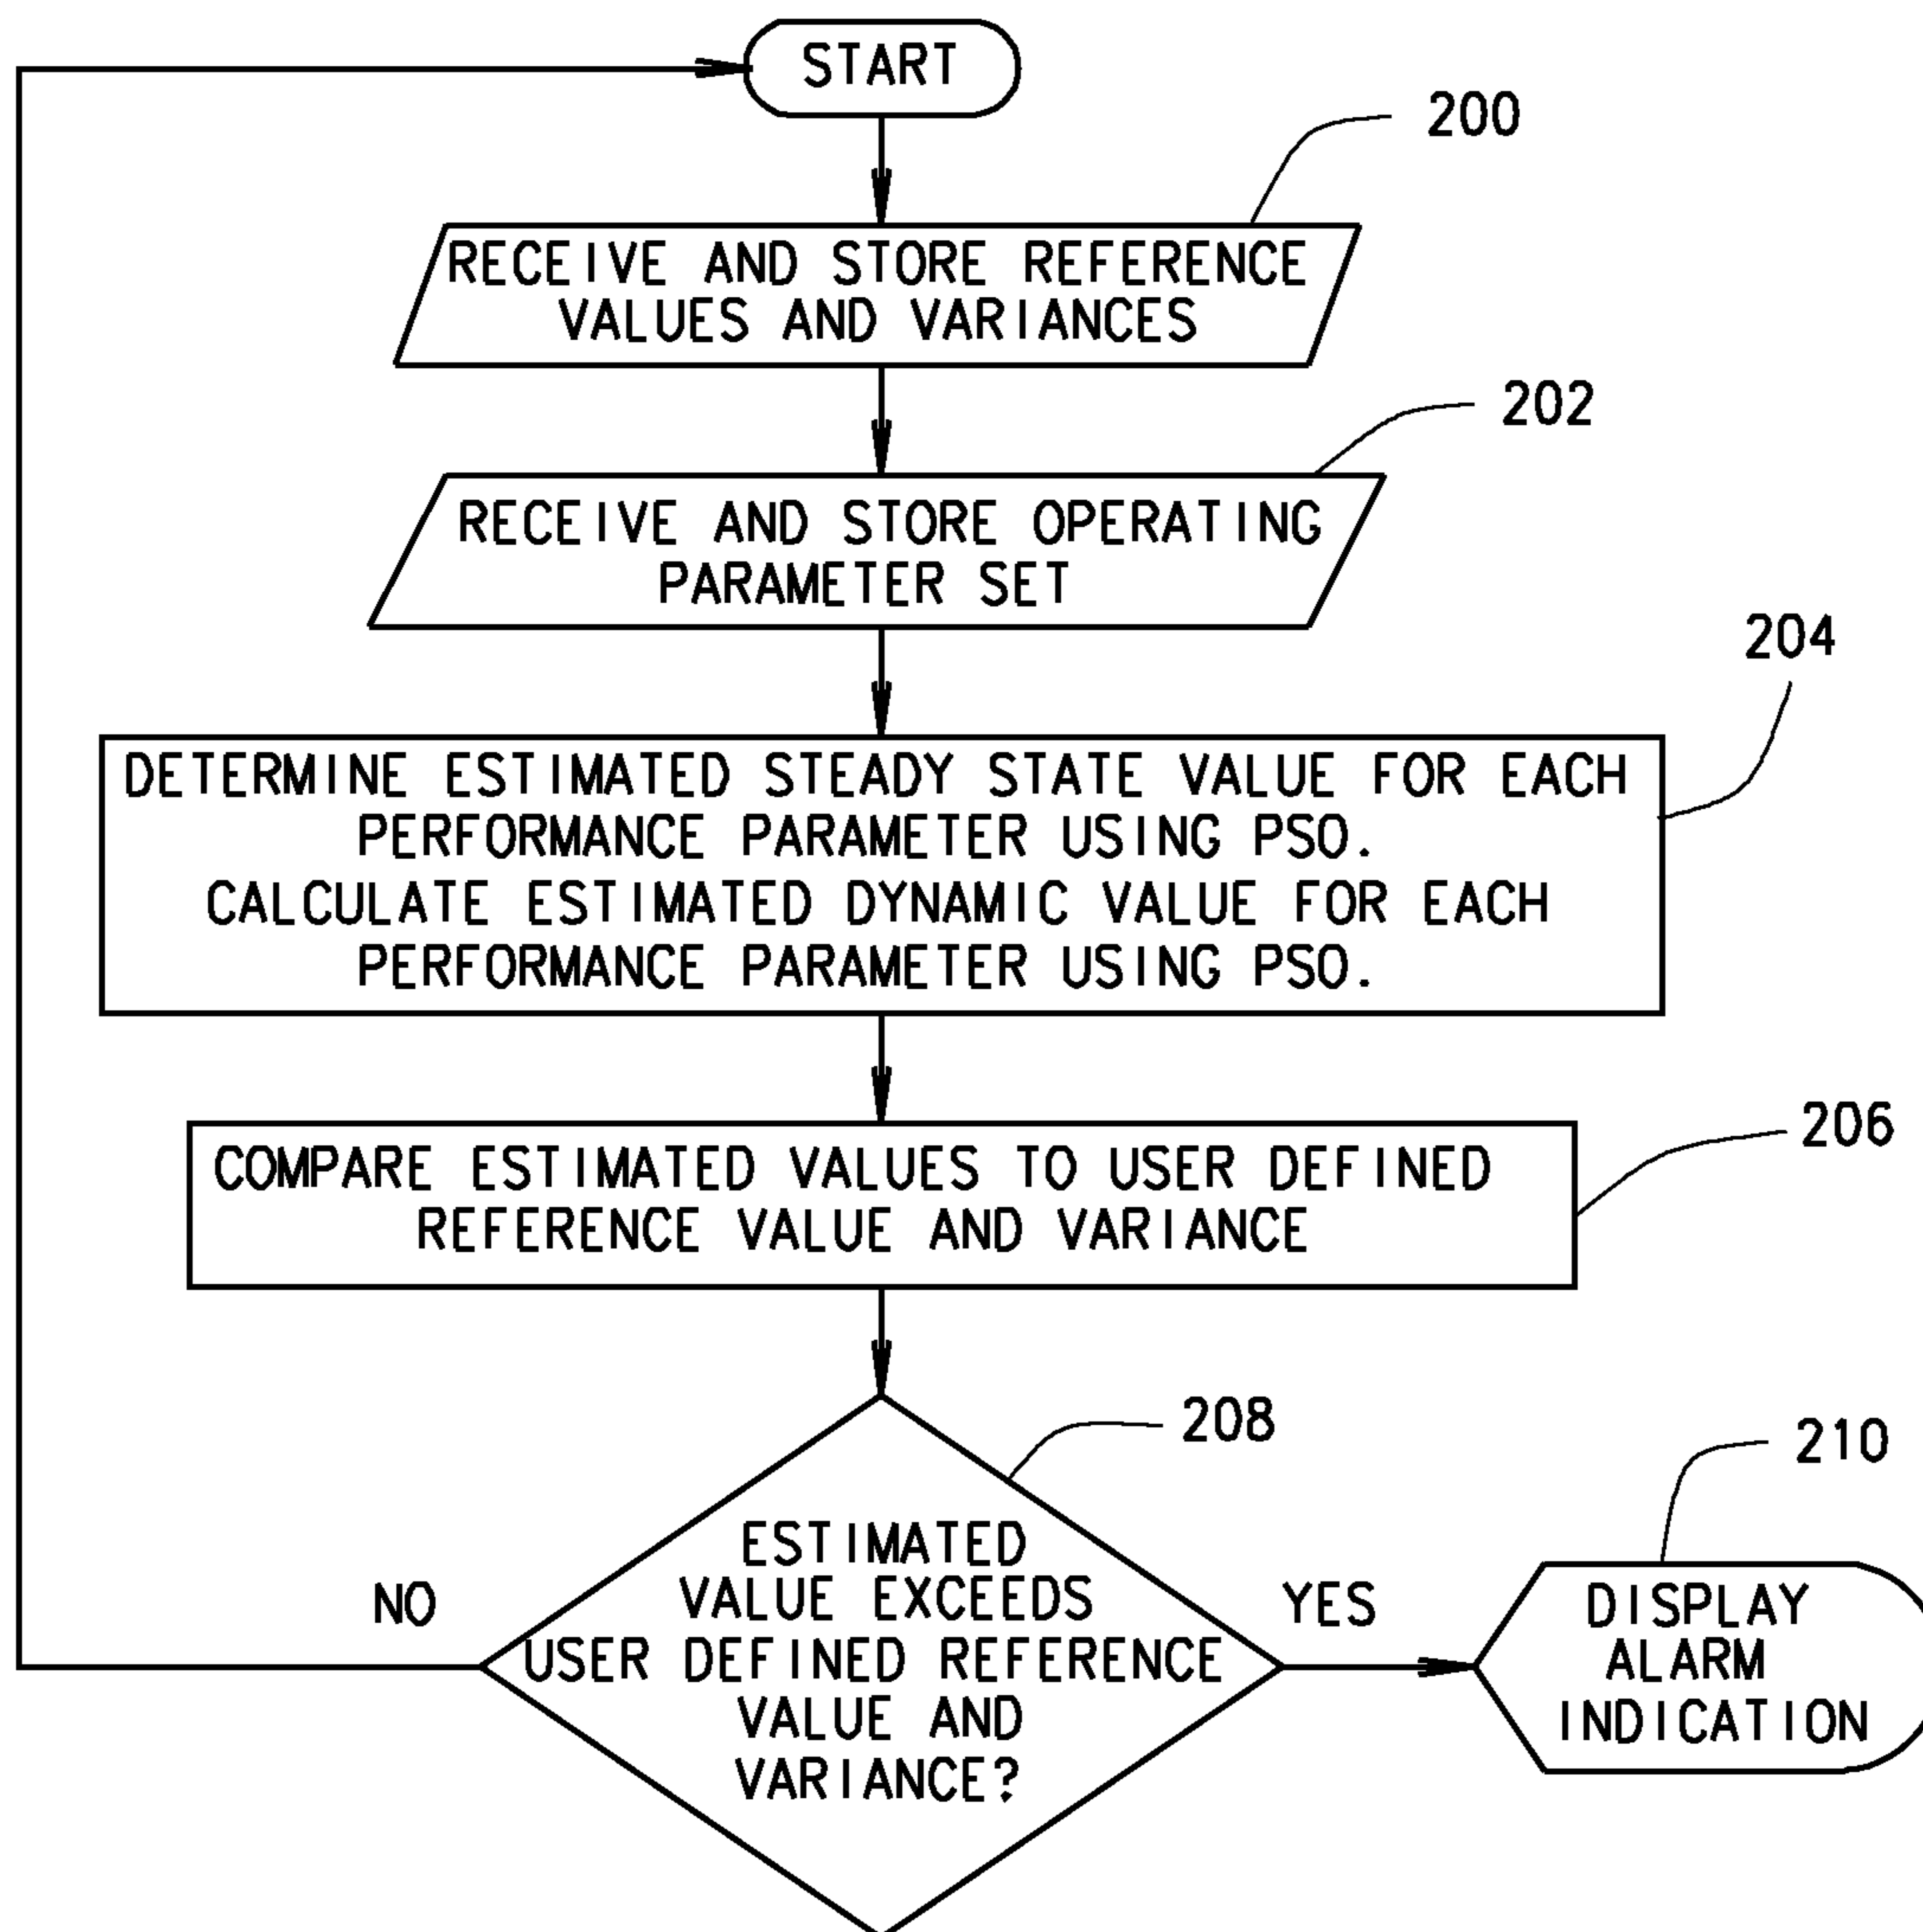 START
200
RECEIVE AND STORE REFERENCE
VALUES AND VARIANCES
202
RECEIVE AND STORE OPERATING
PARAMETER SET
204
DETERMINE ESTIMATED STEADY STATE VALUE FOR EACH
PERFORMANCE PARAMETER USING PSO.
CALCULATE ESTIMATED DYNAMIC VALUE FOR EACH
PERFORMANCE PARAMETER USING PSO.
206
COMPARE ESTIMATED VALUES TO USER DEFINED
REFERENCE VALUE AND VARIANCE
208
ESTIMATED
VALUE EXCEEDS
USER DEFINED REFERENCE
VALUE AND
VARIANCE?
NO
YES
210
DISPLAY
ALARM
INDICATION